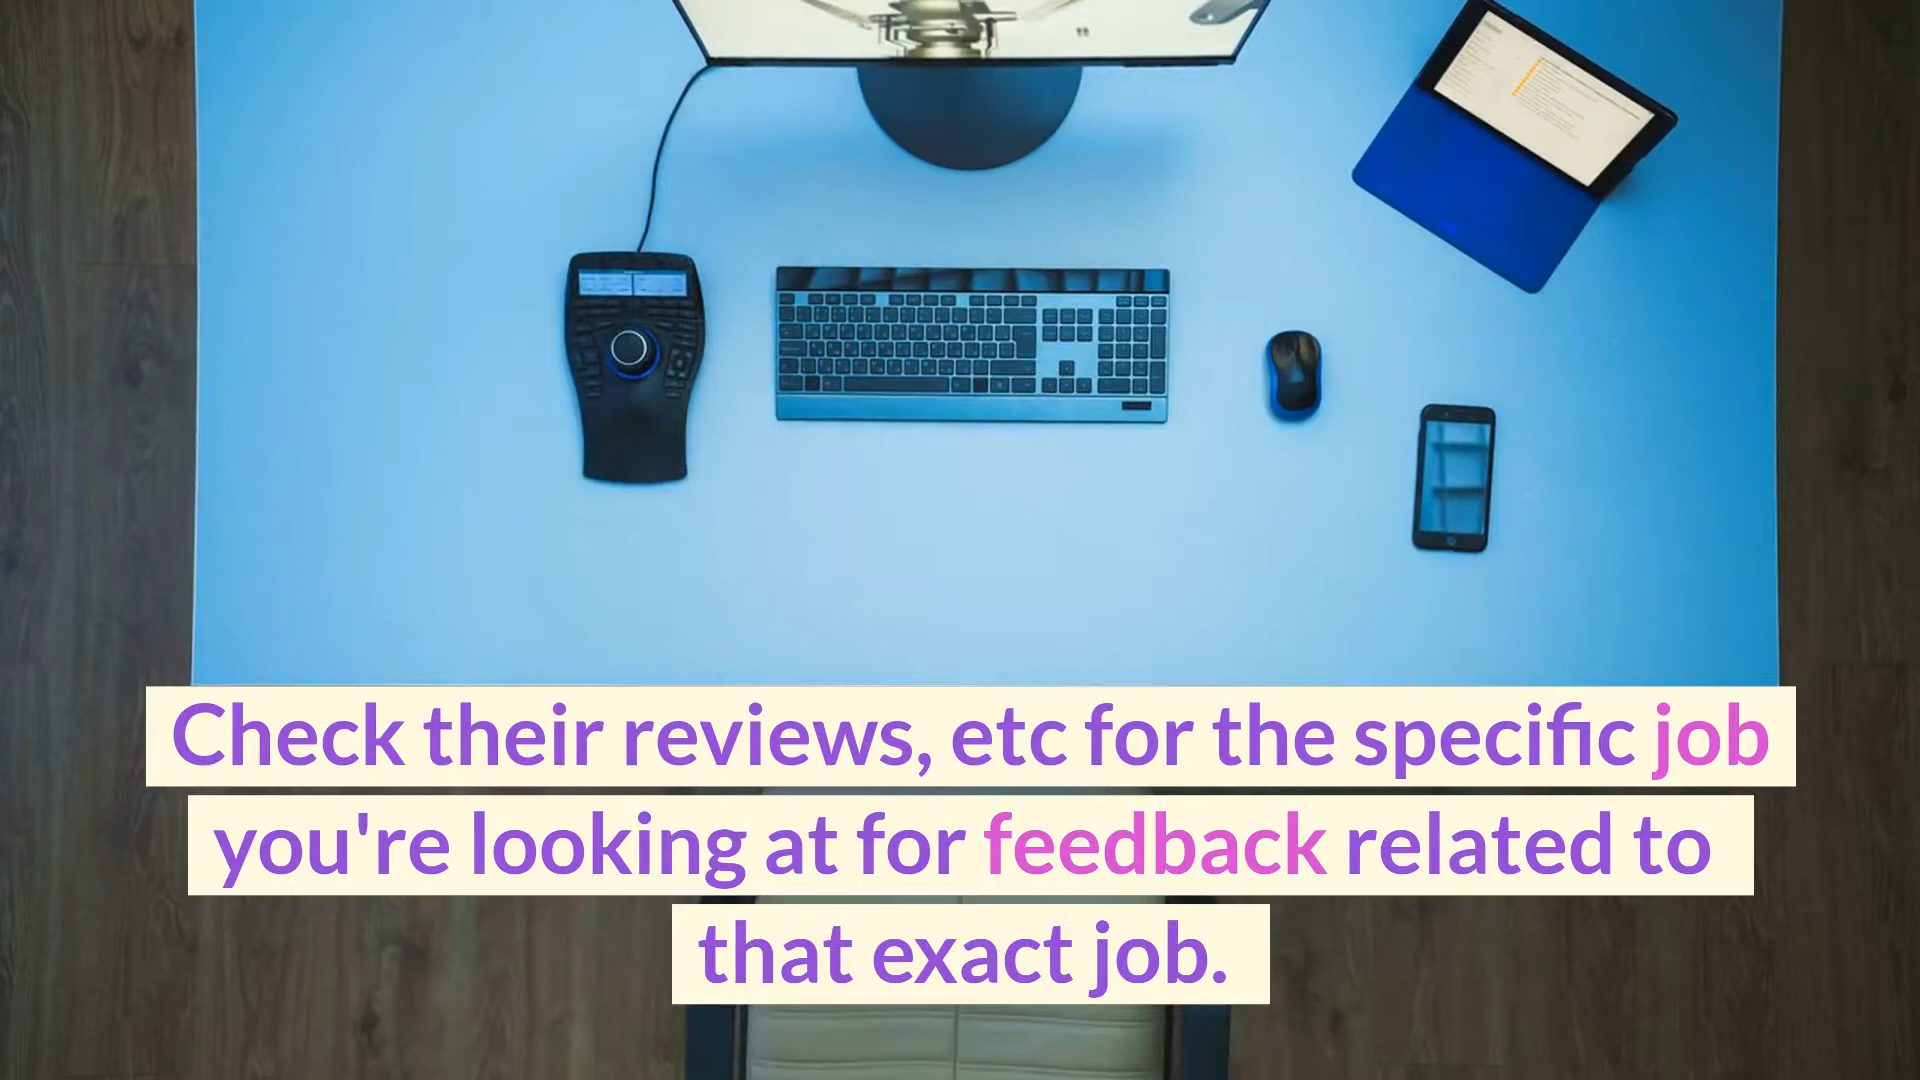 Check their reviews, etc for the specific job
you're looking at for feedback related to
that exact job.